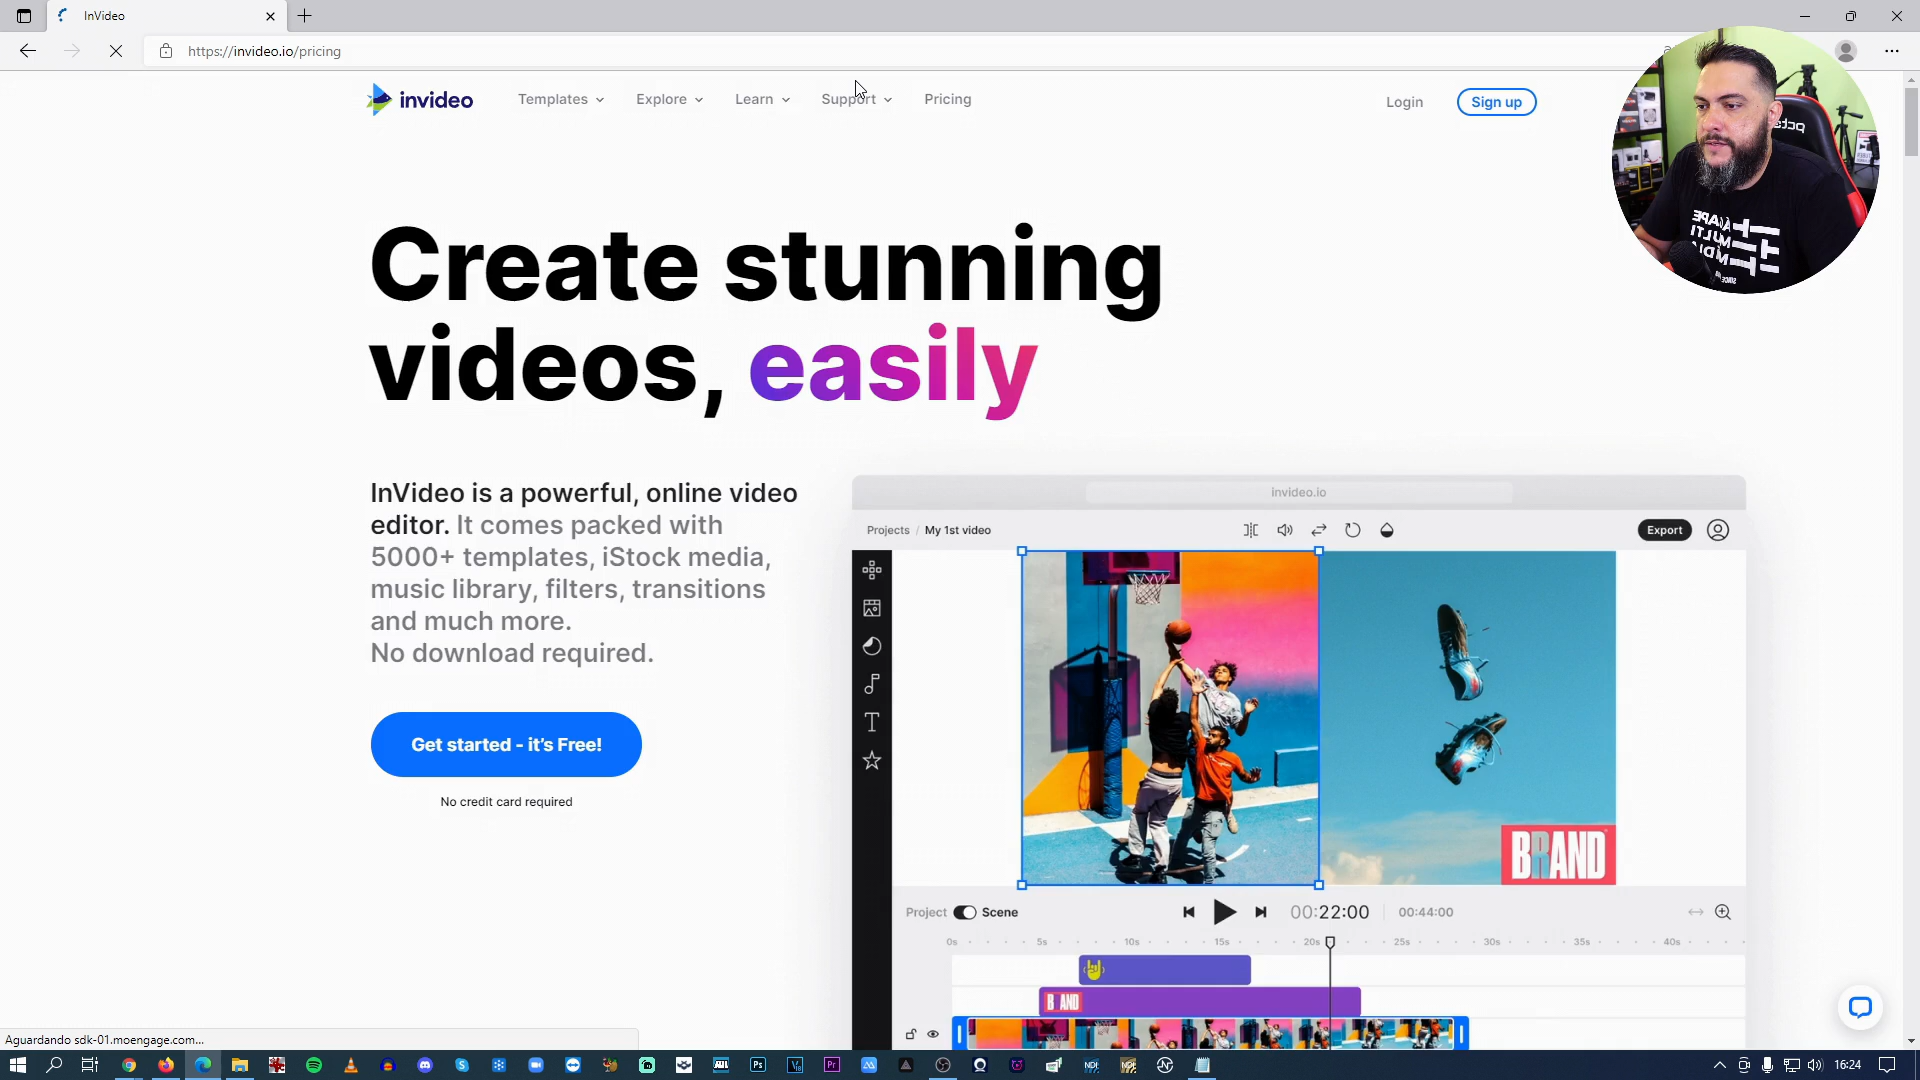 InVideo
https://invideo.io/pricing
invideo
Templates
Explore
Learn
Support
Pricing
Login
Sign up
Create stunning
videos, easily
InVideo is a powerful, online video
editor. It comes packed with
5000+ templates, iStock media,
music library, filters, transitions
and much more.
No download required.
Get started - it's Free!
No credit card required
invideo.io
Projects / My 1st video
Export
BRAND
Project
Scene
00:22:00
00:44:00
0s
5s
10s
15s
20s
25s
30s
35s
40s
BRAND
Aguardando sdk-01.moengage.com...
16:24